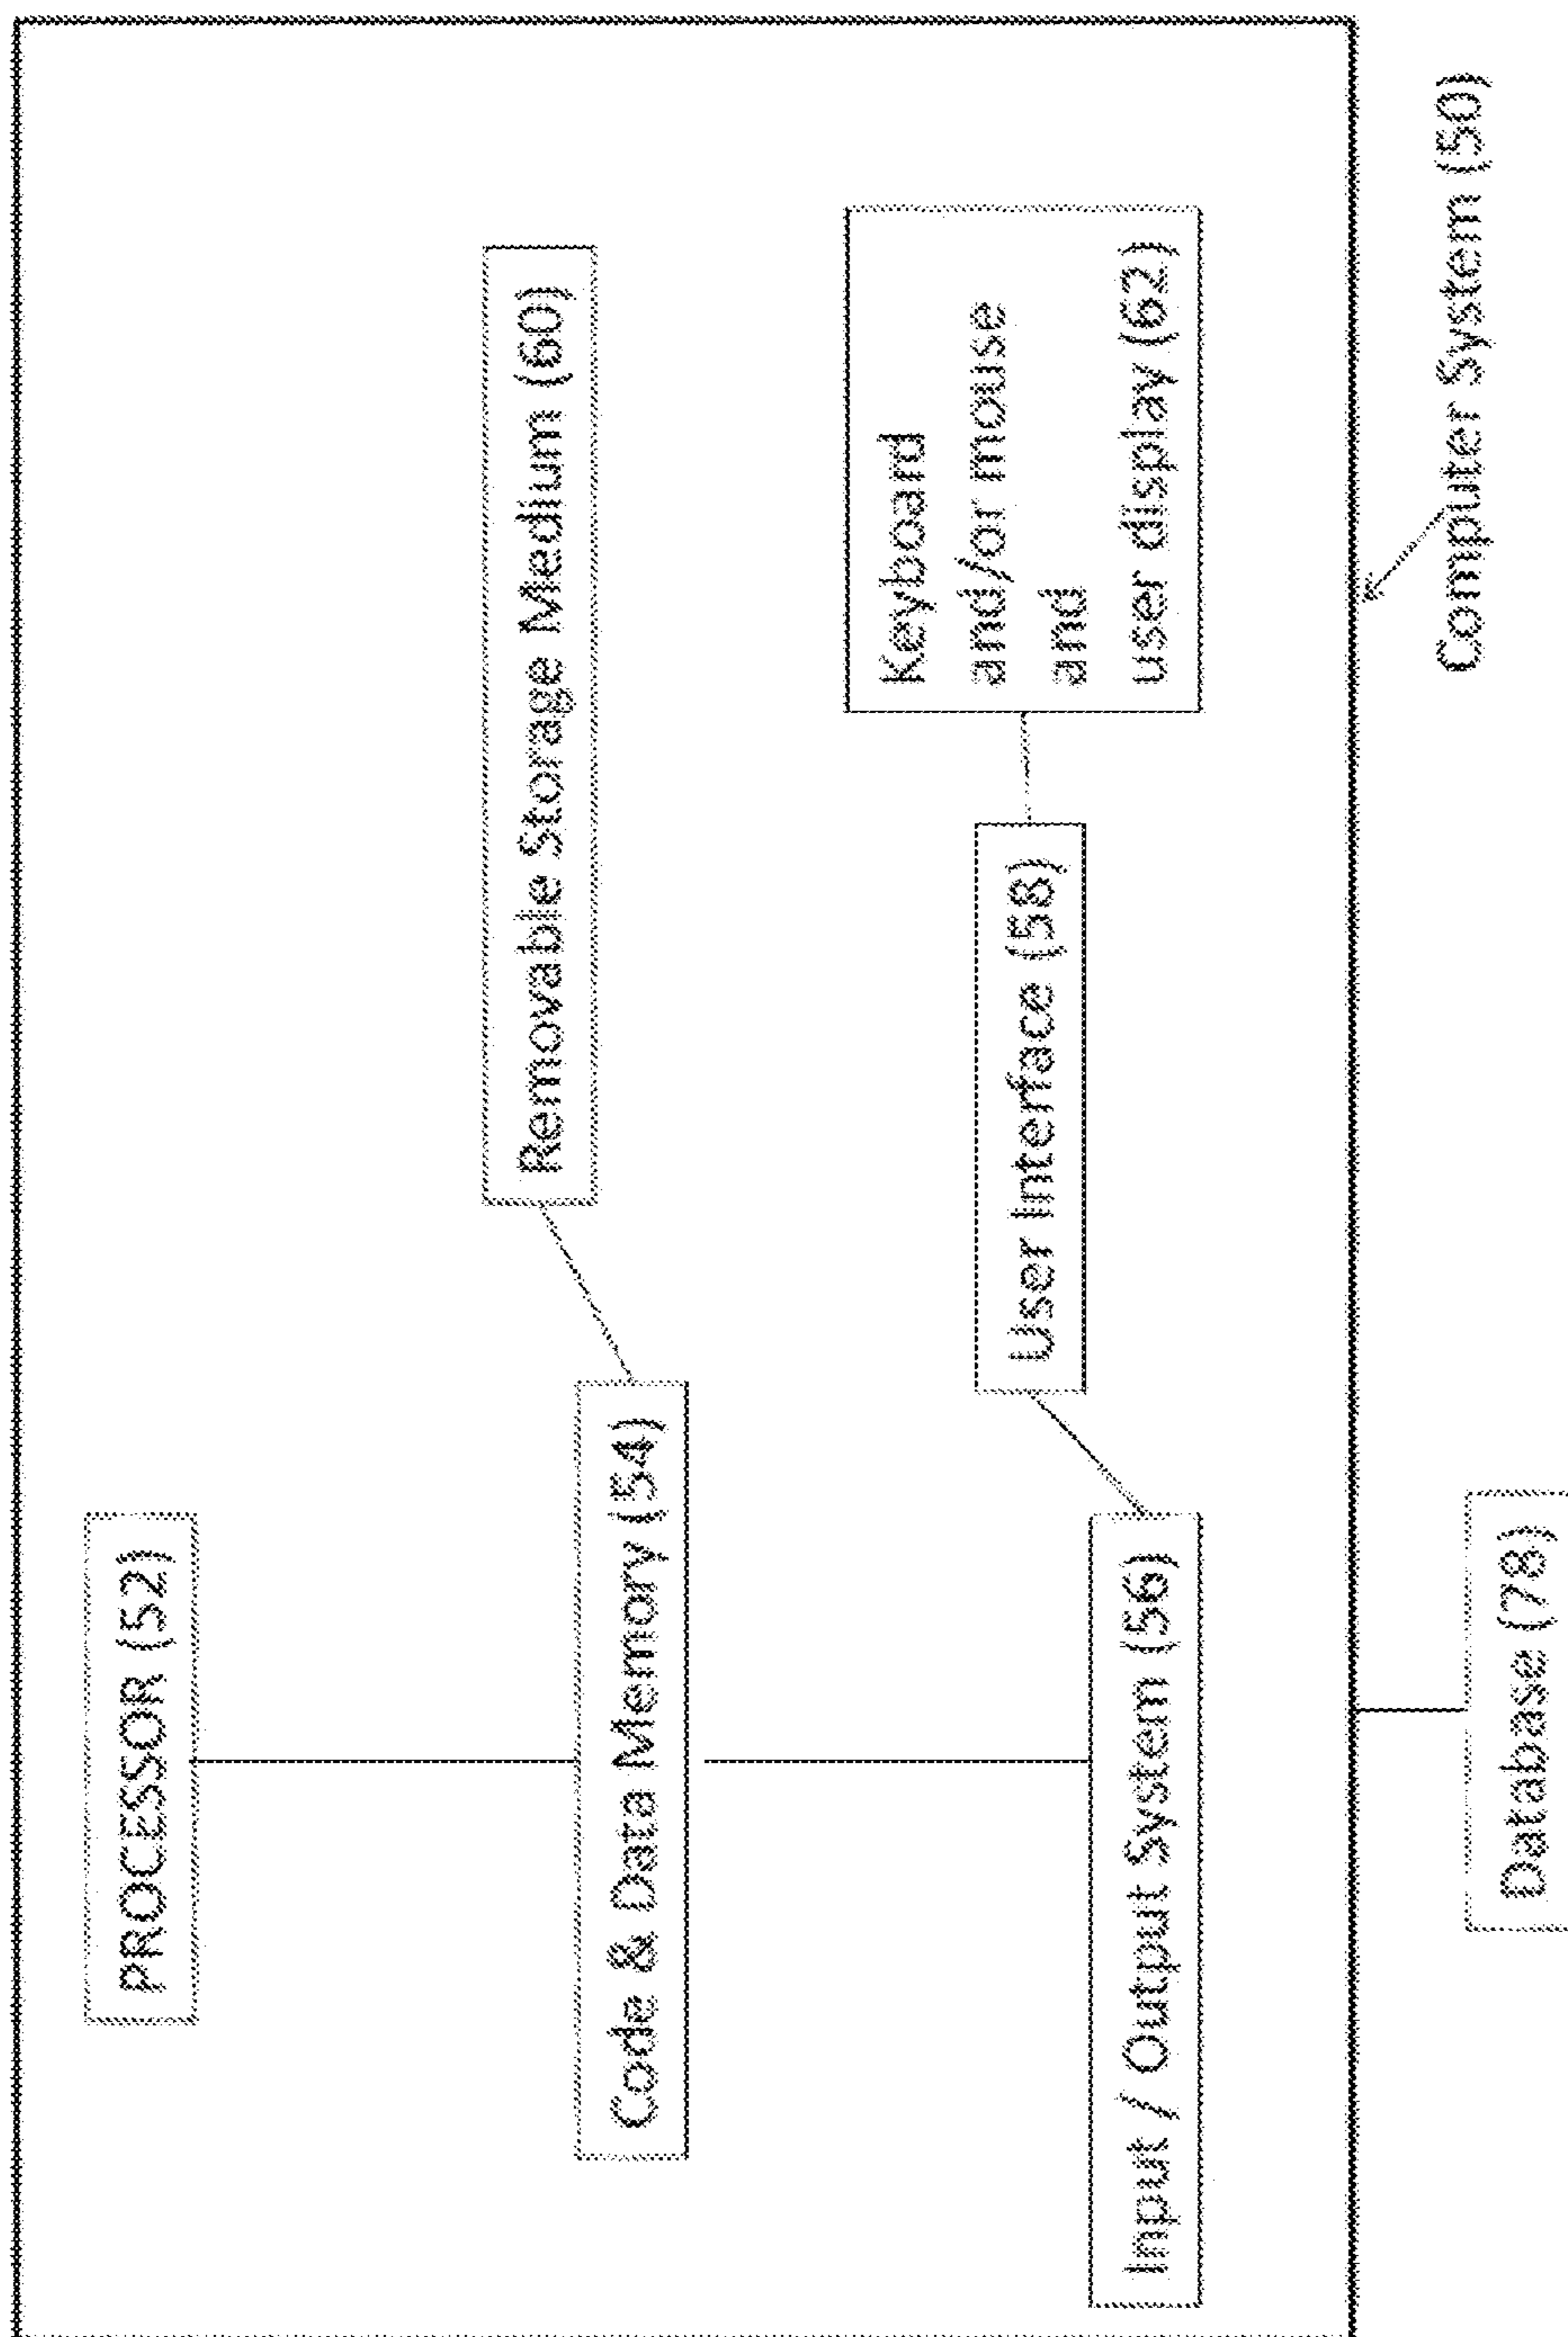 PROCESSOR (52)
Code & Data Memory (54)
Removable Storage Medium (60)
Input / Output System (56)
User Interface (58)
Keyboard
and/or mouse
and
user display (62)
Database (78)
Computer System (50)